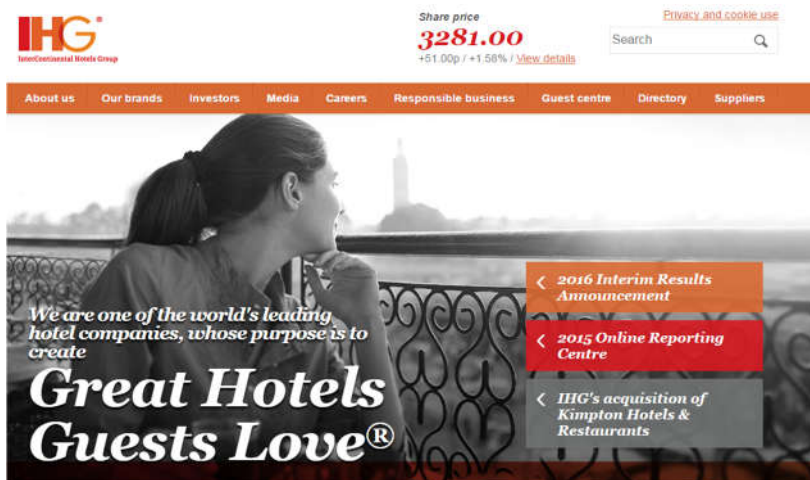 IHG®
InterContinental Hotels Group
Share price
3281.00
+51.00p / +1.58% / View details
Privacy and cookie use
Search
About us
Our brands
Investors
Media
Careers
Responsible business
Guest centre
Directory
Suppliers
We are one of the world's leading
hotel companies, whose purpose is to
create
Great Hotels
Guests Love®
2016 Interim Results
Announcement
2015 Online Reporting
Centre
IHG's acquisition of
Kimpton Hotels &
Restaurants